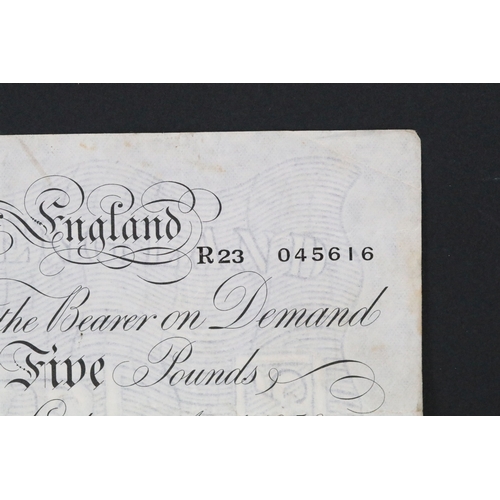 England
R23 045616
the Bearer on Demand
Five Pounds